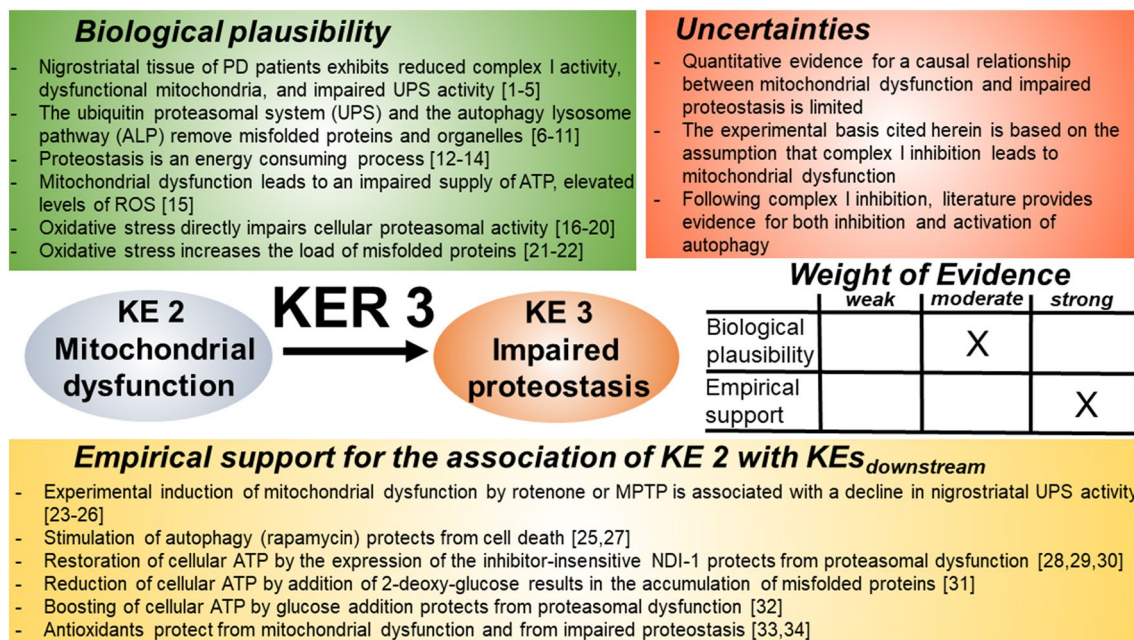 Biological plausibility
- Nigrostriatal tissue of PD patients exhibits reduced complex I activity,
dysfunctional mitochondria, and impaired UPS activity [1-5]
- The ubiquitin proteasomal system (UPS) and the autophagy lysosome
pathway (ALP) remove misfolded proteins and organelles [6-11]
- Proteostasis is an energy consuming process [12-14]
- Mitochondrial dysfunction leads to an impaired supply of ATP, elevated
levels of ROS [15]
- Oxidative stress directly impairs cellular proteasomal activity [16-20]
- Oxidative stress increases the load of misfolded proteins [21-22]
Uncertainties
- Quantitative evidence for a causal relationship
between mitochondrial dysfunction and impaired
proteostasis is limited
- The experimental basis cited herein is based on the
assumption that complex I inhibition leads to
mitochondrial dysfunction
- Following complex I inhibition, literature provides
evidence for both inhibition and activation of
autophagy
KE 2
Mitochondrial
dysfunction
KER 3
KE 3
Impaired
proteostasis
Weight of Evidence
weak moderate strong
Biological
plausibility X
Empirical
support X
Empirical support for the association of KE 2 with KEs downstream
- Experimental induction of mitochondrial dysfunction by rotenone or MPTP is associated with a decline in nigrostriatal UPS activity
[23-26]
- Stimulation of autophagy (rapamycin) protects from cell death [25,27]
- Restoration of cellular ATP by the expression of the inhibitor-insensitive NDI-1 protects from proteasomal dysfunction [28,29,30]
- Reduction of cellular ATP by addition of 2-deoxy-glucose results in the accumulation of misfolded proteins [31]
- Boosting of cellular ATP by glucose addition protects from proteasomal dysfunction [32]
- Antioxidants protect from mitochondrial dysfunction and from impaired proteostasis [33,34]